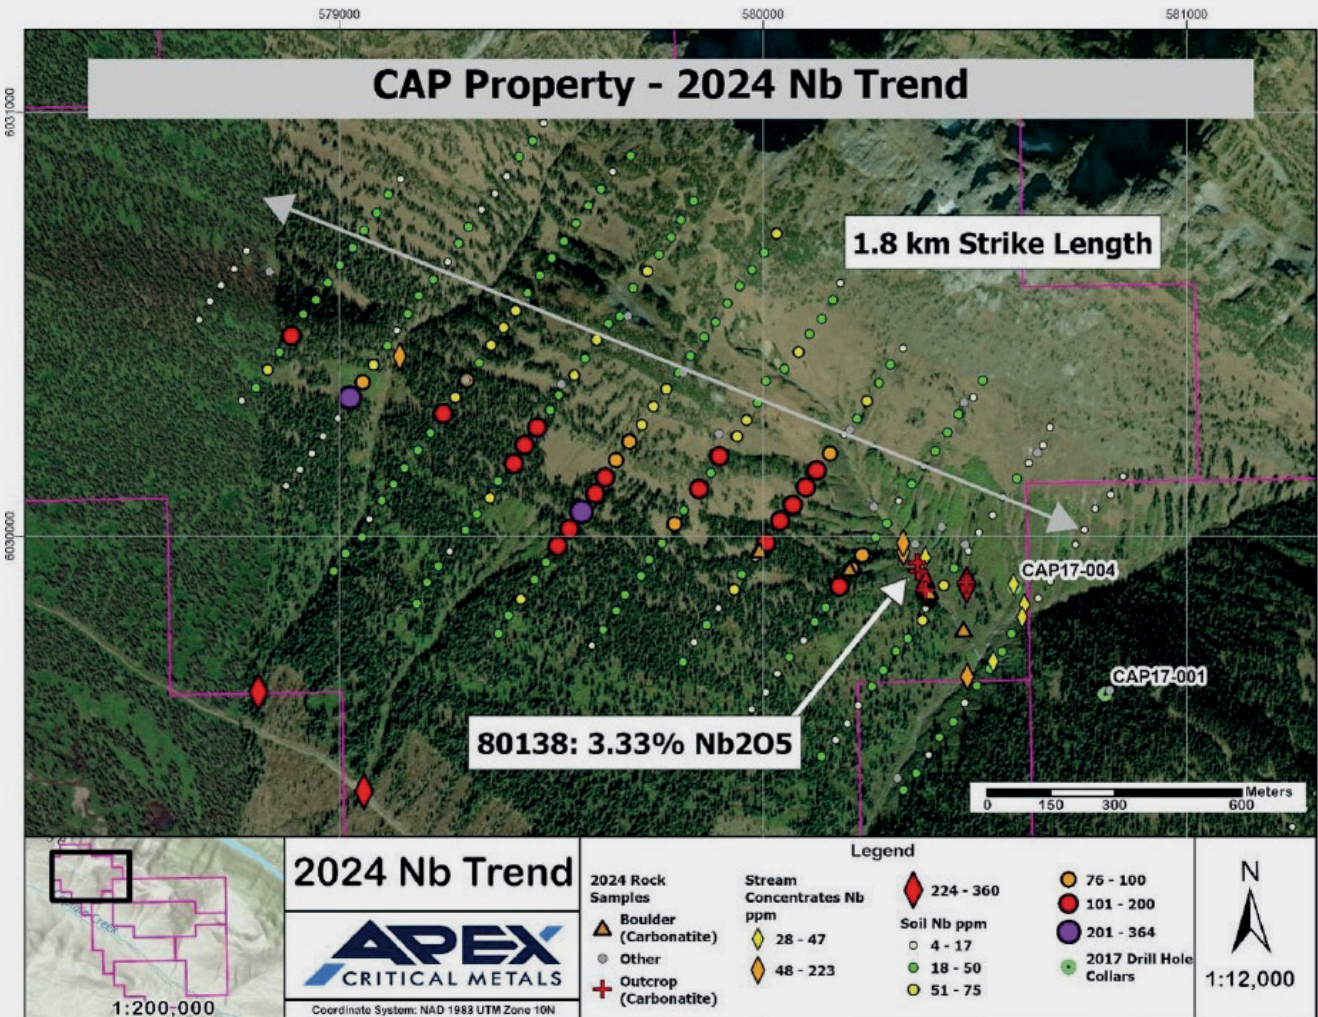 579000
580000
581000
6031000
CAP Property - 2024 Nb Trend
1.8 km Strike Length
6030000
CAP17-004
CAP17-001
80138: 3.33% Nb2O5
Meters
0 150 300 600
2024 Nb Trend
APEX
CRITICAL METALS
Coordinate System: NAD 1983 UTM Zone 10N
1:200,000
Legend
2024 Rock
Samples
Boulder
(Carbonatite)
Other
Outcrop
(Carbonatite)
Stream
Concentrates Nb
ppm
28 - 47
48 - 223
224 - 360
Soil Nb ppm
4 - 17
18 - 50
51 - 75
76 - 100
101 - 200
201 - 364
2017 Drill Hole
Collars
N
1:12,000